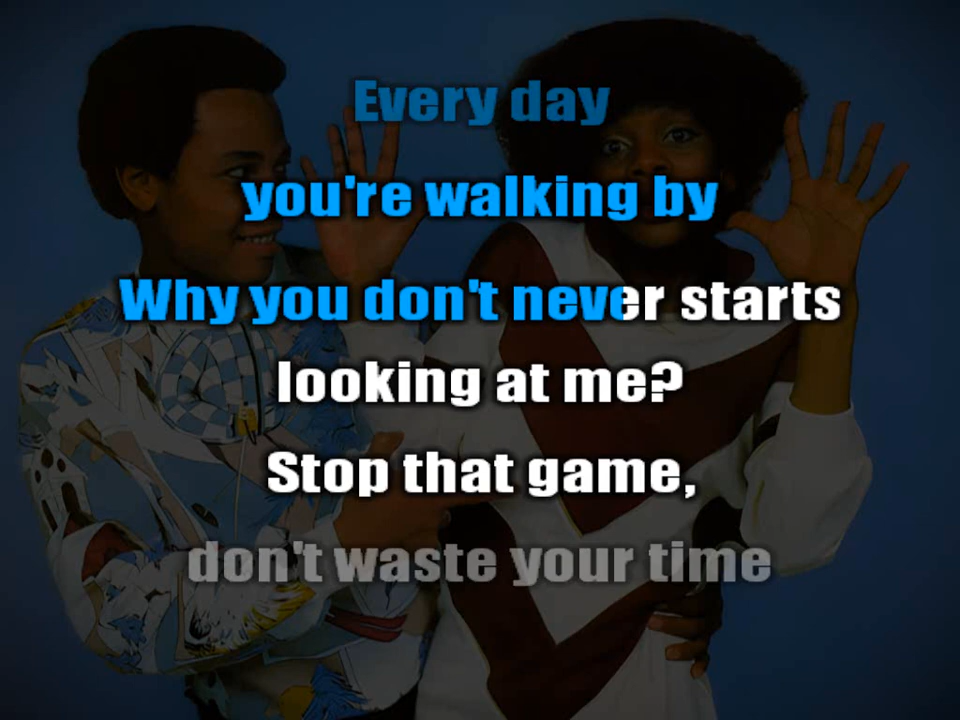 Every day
you're walking by
Why you don't never starts
looking at me?
Stop that game,
don't waste your time